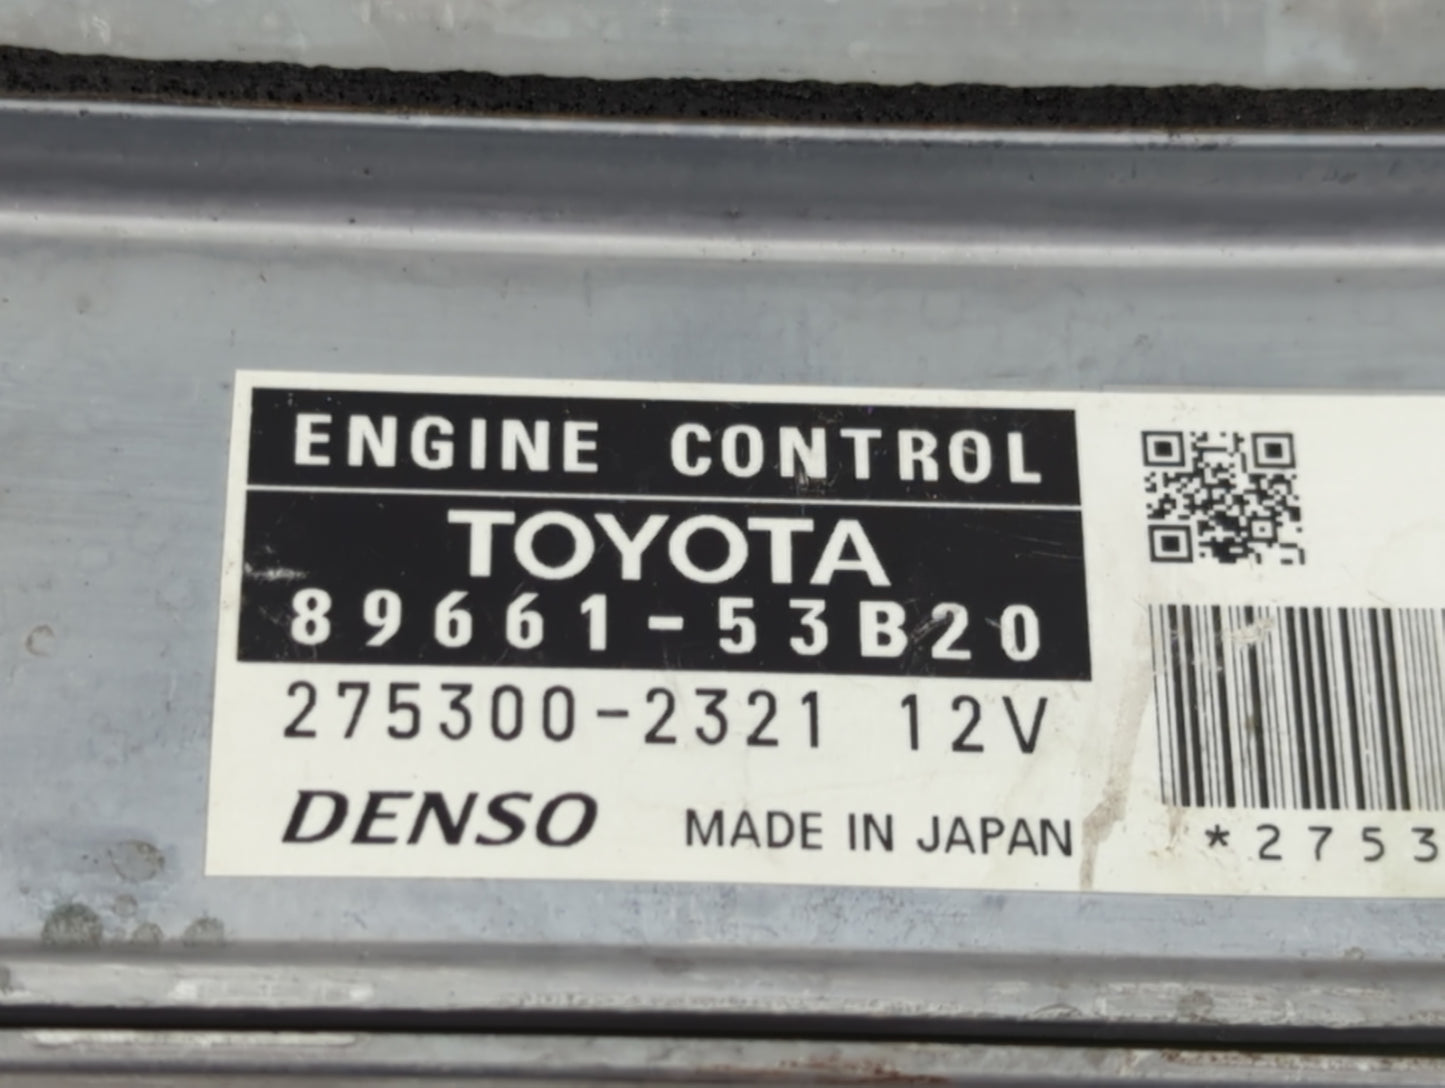 ENGINE CONTROL
TOYOTA
89661-53B20
275300-2321 12V
DENSO MADE IN JAPAN
*2753